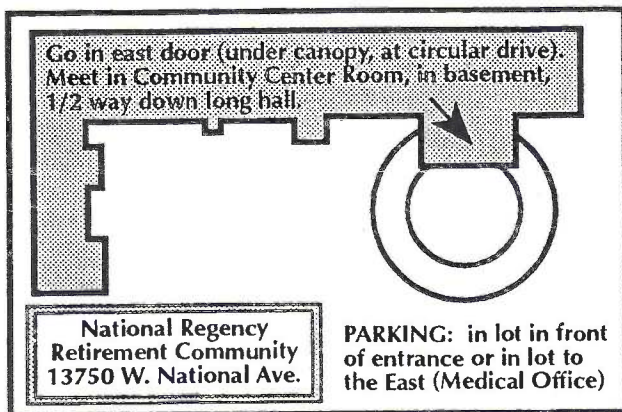 Go in east door (under canopy, at circular drive).
Meet in Community Center Room, in basement,
1/2 way down long hall.
National Regency
Retirement Community
13750 W. National Ave.
PARKING: in lot in front
of entrance or in lot to
the East (Medical Office)